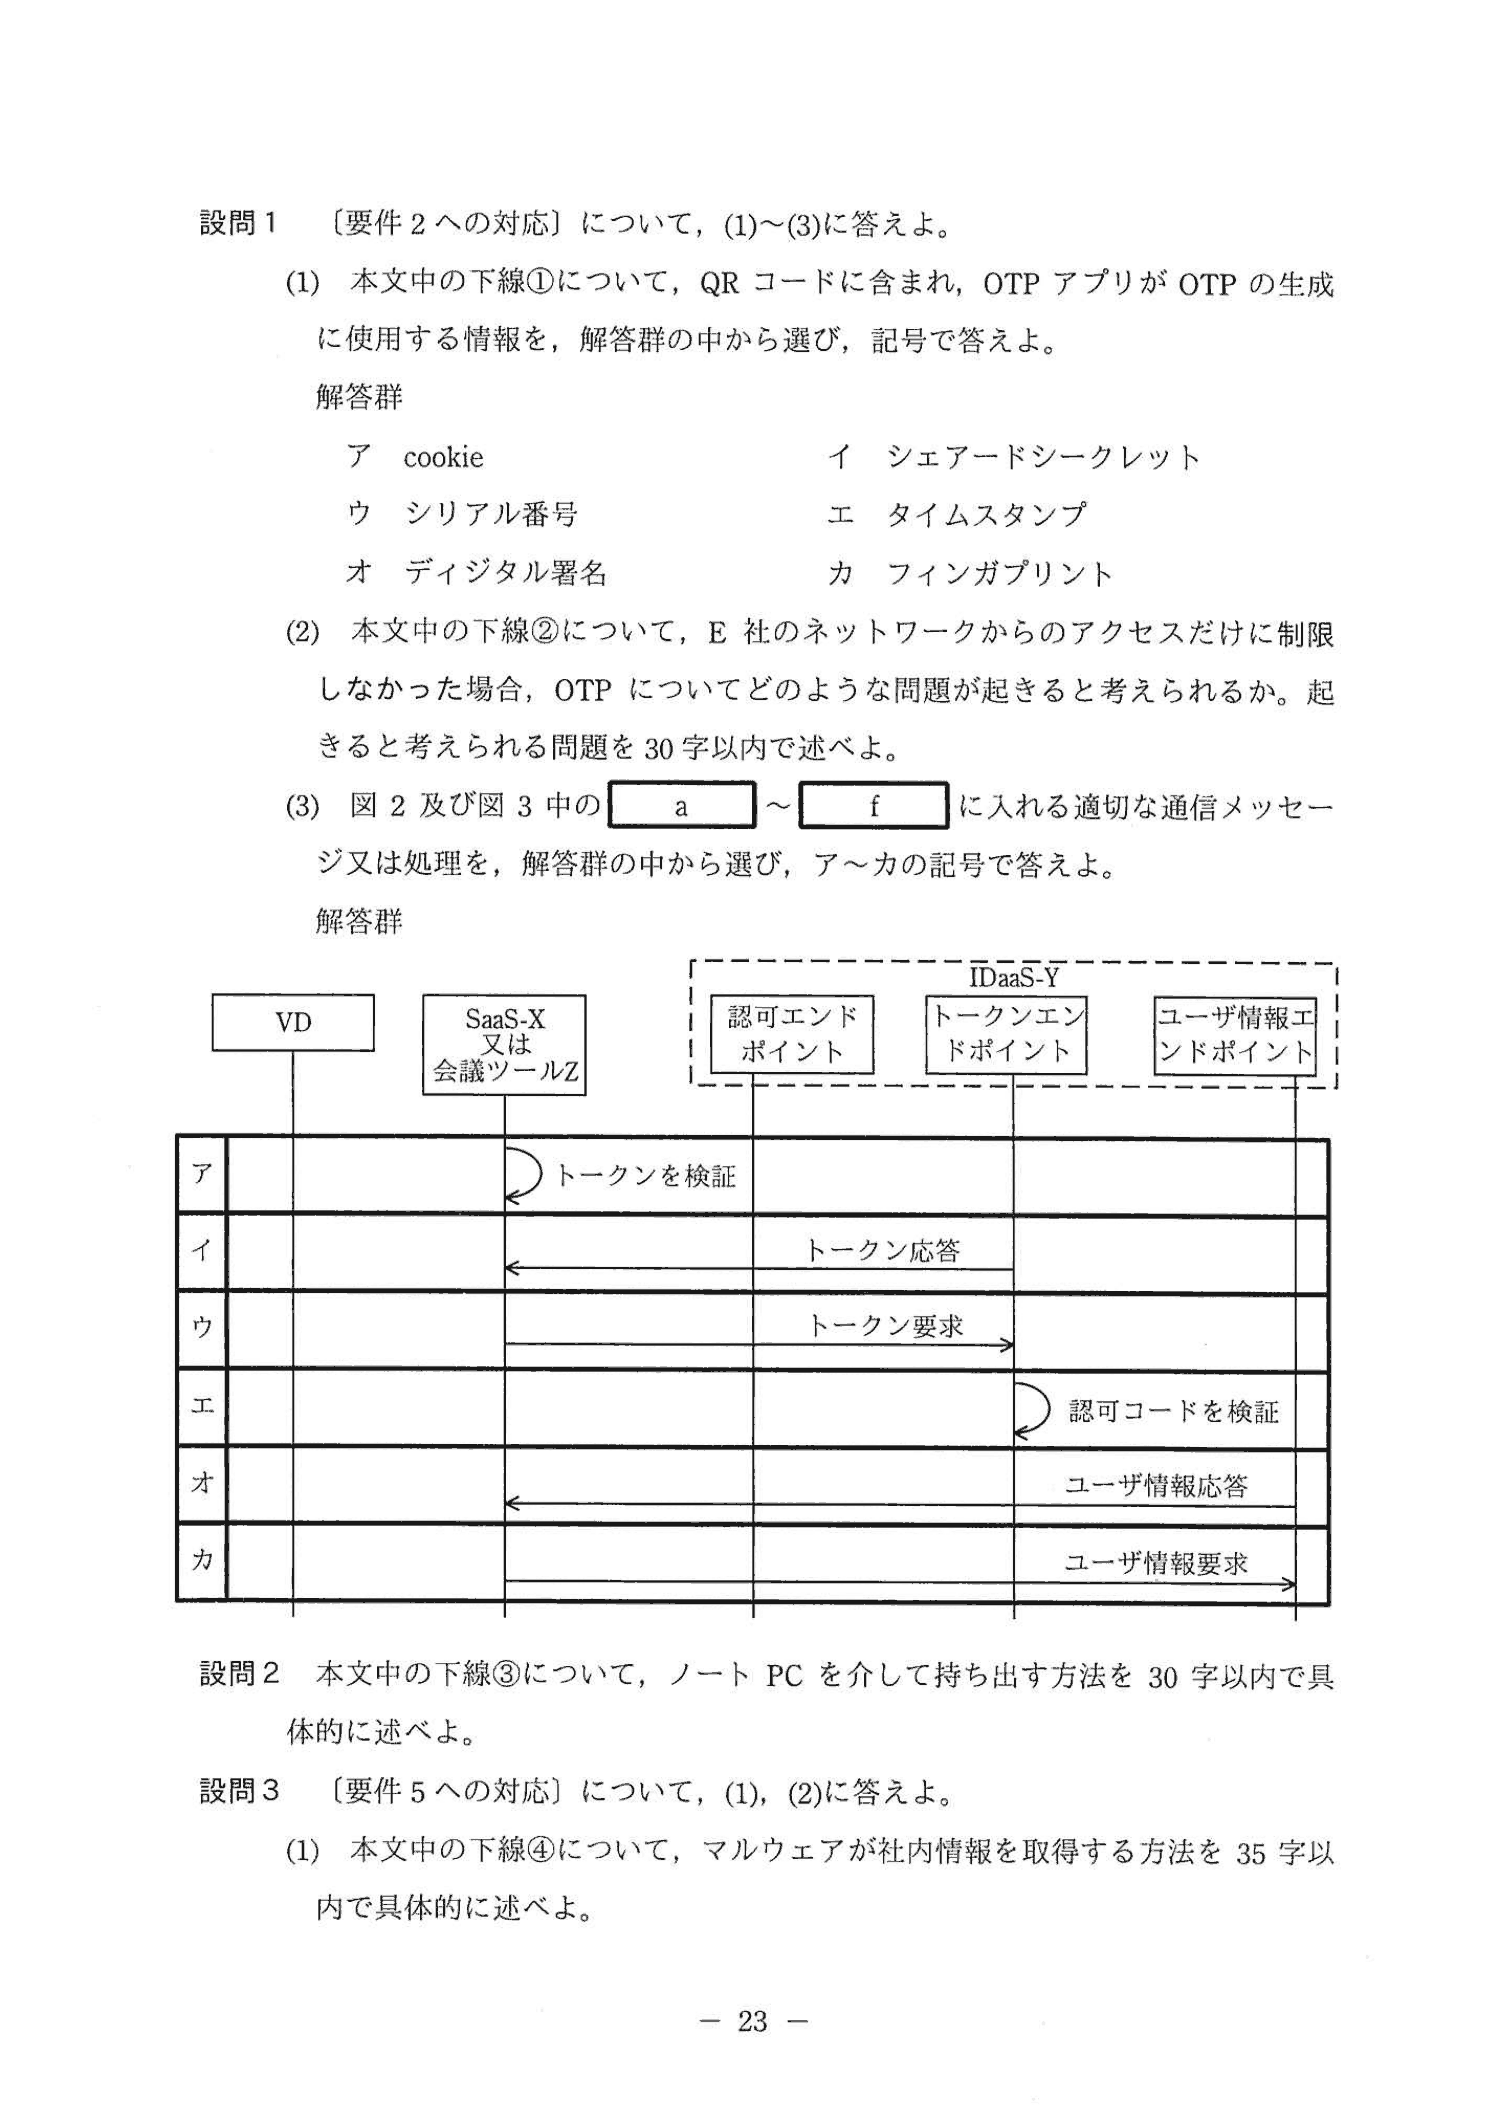 設問1　〔要件2への対応〕について，(1)～(3)に答えよ。
(1)　本文中の下線①について，QR コードに含まれ，OTP アプリが OTP の生成
に使用する情報を，解答群の中から選び，記号で答えよ。
解答群
ア　cookie　イ　シェアードシークレット
ウ　シリアル番号　エ　タイムスタンプ
オ　ディジタル署名　カ　フィンガプリント
(2)　本文中の下線②について，E 社のネットワークからのアクセスだけに制限
しなかった場合，OTP についてどのような問題が起きると考えられるか。起
きると考えられる問題を 30 字以内で述べよ。
(3)　図 2 及び図 3 中の a ～ f に入れる適切な通信メッセー
ジ又は処理を，解答群の中から選び，ア～カの記号で答えよ。
解答群
IDaaS-Y
VD
SaaS-X
又は
会議ツールZ
認可エンド
ポイント
トークンエン
ドポイント
ユーザ情報エ
ンドポイント
ア　トークンを検証
イ　トークン応答
ウ　トークン要求
エ　認可コードを検証
オ　ユーザ情報応答
カ　ユーザ情報要求
設問2　本文中の下線③について，ノート PC を介して持ち出す方法を 30 字以内で具
体的に述べよ。
設問3　〔要件5への対応〕について，(1)，(2)に答えよ。
(1)　本文中の下線④について，マルウェアが社内情報を取得する方法を 35 字以
内で具体的に述べよ。
－ 23 －